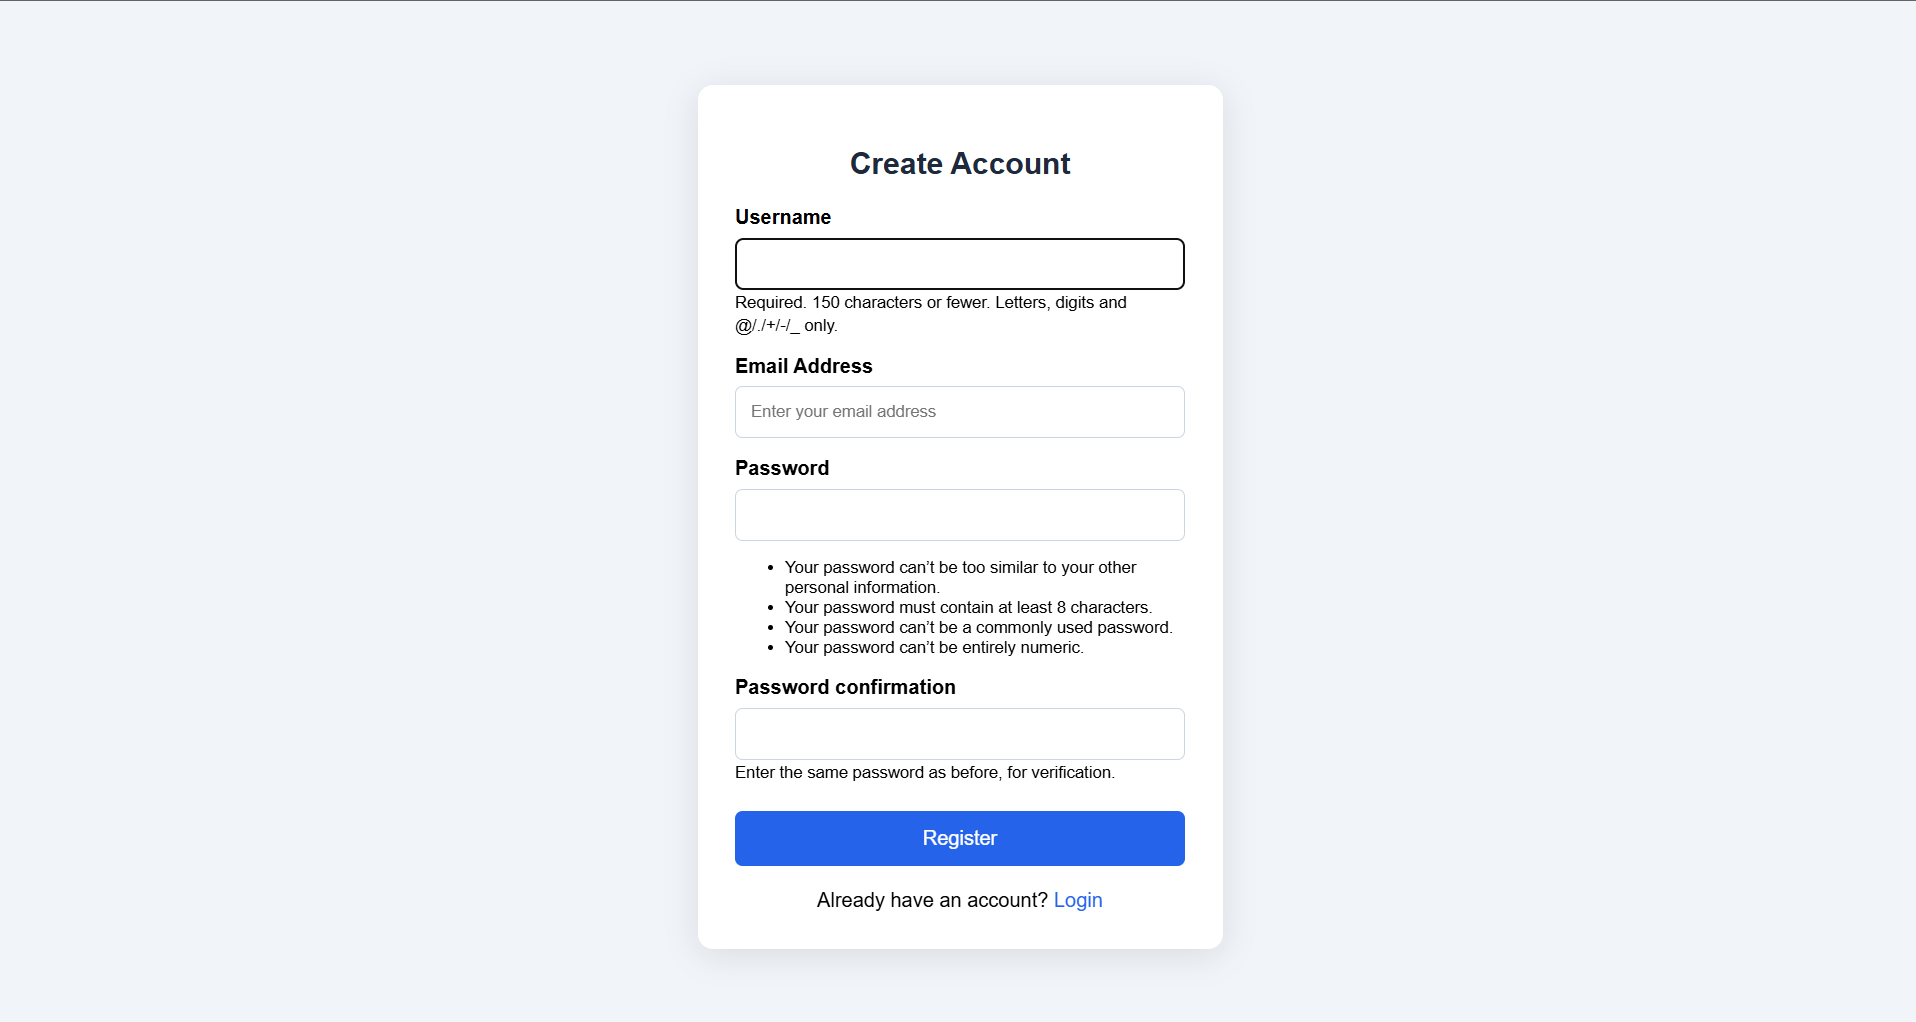 Create Account
Username
Required. 150 characters or fewer. Letters, digits and
@/./+/-/_ only.
Email Address
Enter your email address
Password
• Your password can’t be too similar to your other
personal information.
• Your password must contain at least 8 characters.
• Your password can’t be a commonly used password.
• Your password can’t be entirely numeric.
Password confirmation
Enter the same password as before, for verification.
Register
Already have an account? Login